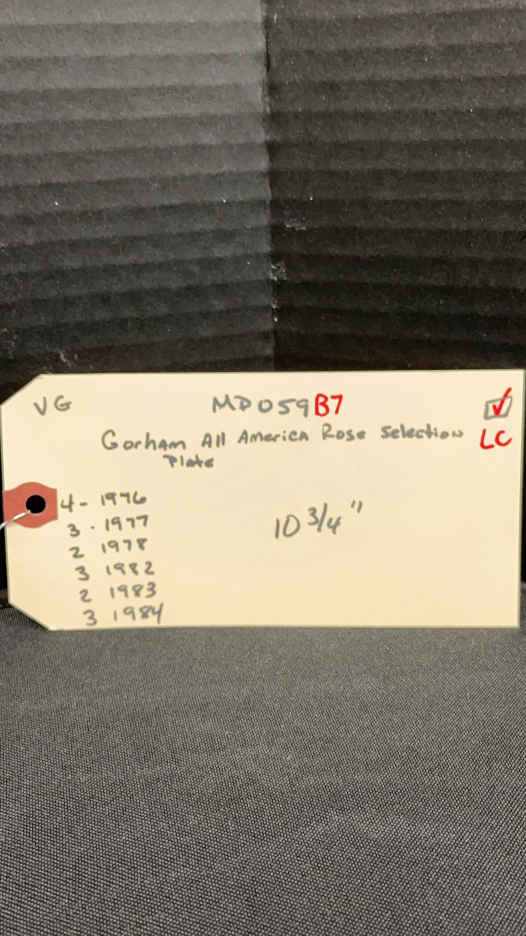 VG MD059B7
Gorham All America Rose Selection LC
Plate
4 - 1976
3 - 1977
2 1978
3 1982
2 1983
3 1984
10 3/4"